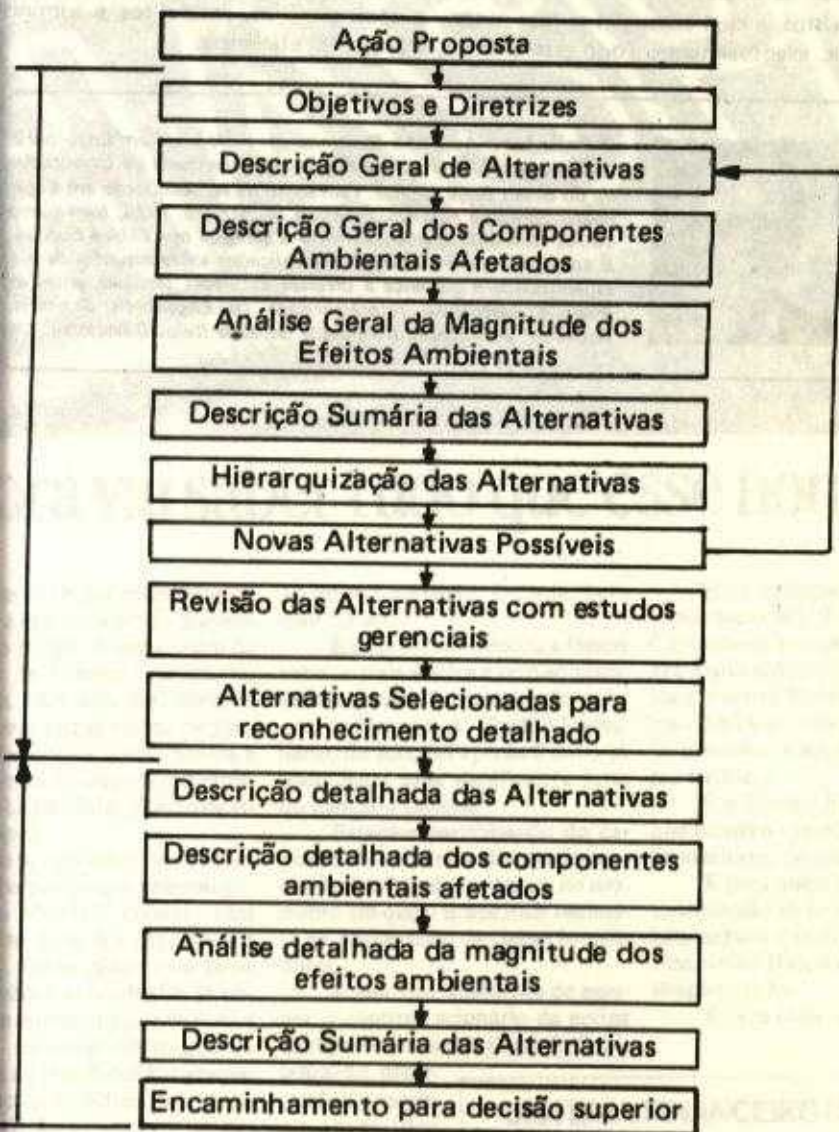 Ação Proposta
Objetivos e Diretrizes
Descrição Geral de Alternativas
Descrição Geral dos Componentes
Ambientais Afetados
Análise Geral da Magnitude dos
Efeitos Ambientais
Descrição Sumária das Alternativas
Hierarquização das Alternativas
Novas Alternativas Possíveis
Revisão das Alternativas com estudos
gerenciais
Alternativas Selecionadas para
reconhecimento detalhado
Descrição detalhada das Alternativas
Descrição detalhada dos componentes
ambientais afetados
Análise detalhada da magnitude dos
efeitos ambientais
Descrição Sumária das Alternativas
Encaminhamento para decisão superior